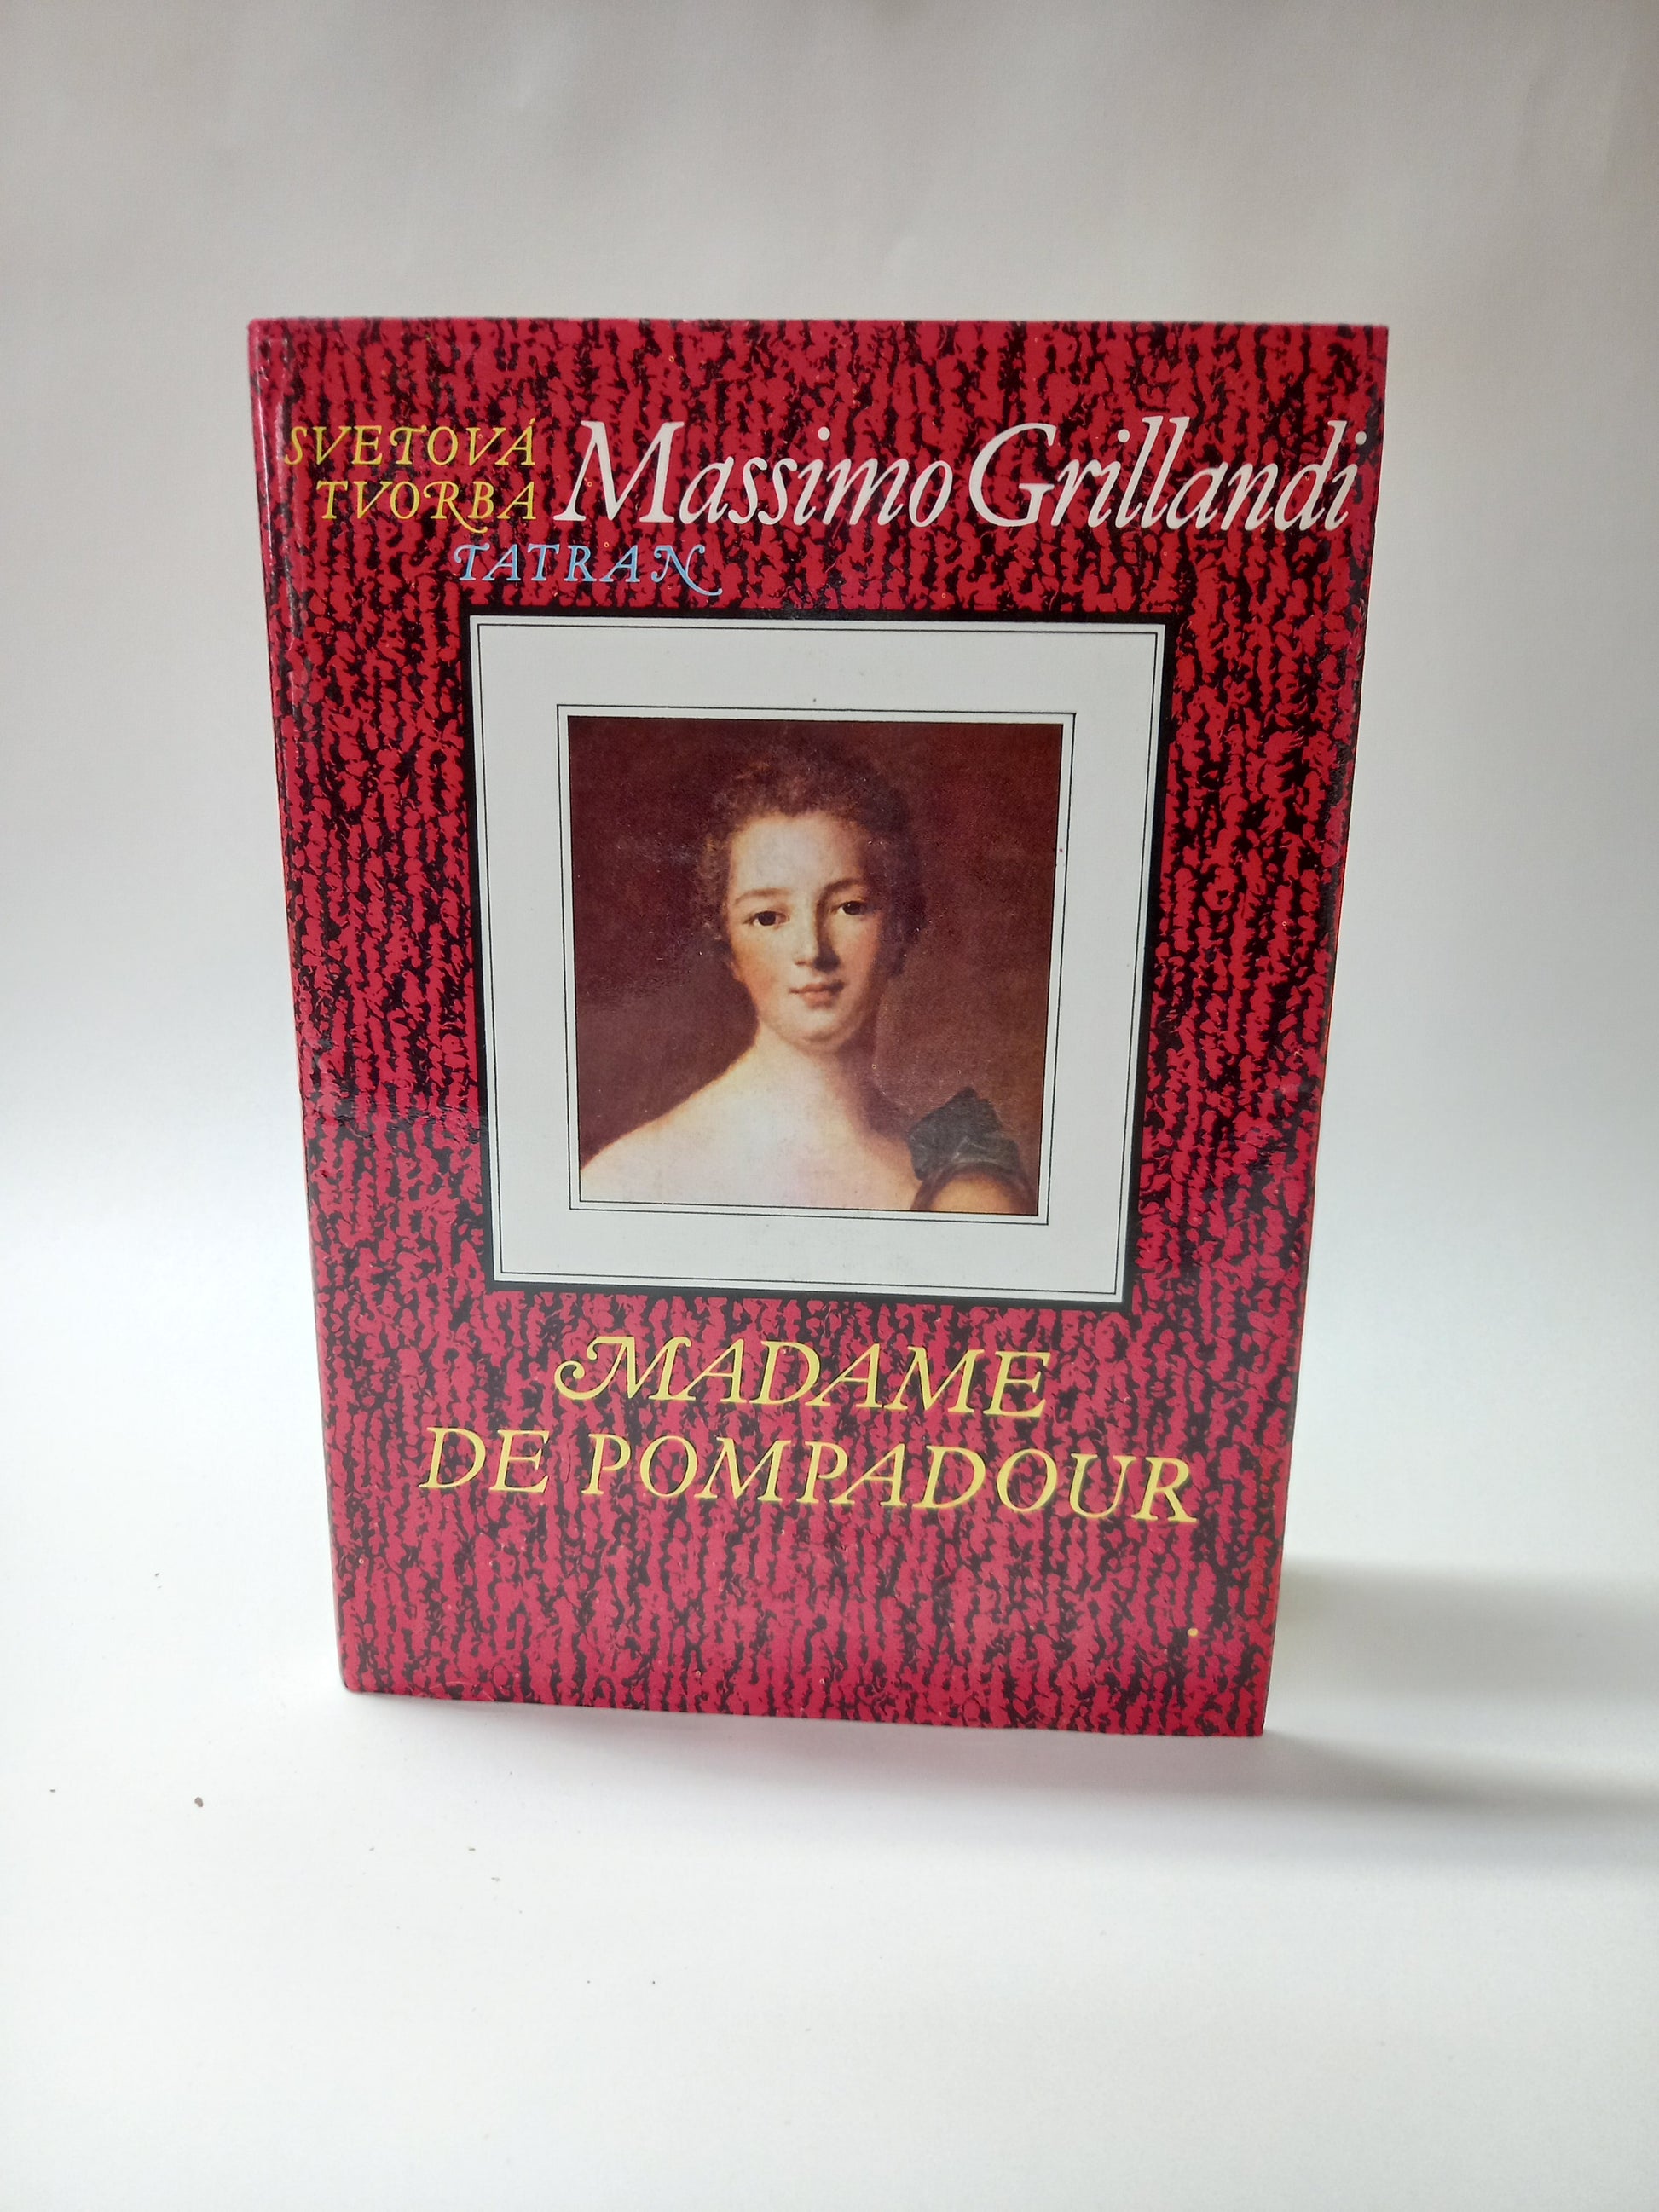 SVETOVÁ
TVORBA
Massimo Grillandi
TATRAN
MADAME
DE POMPADOUR